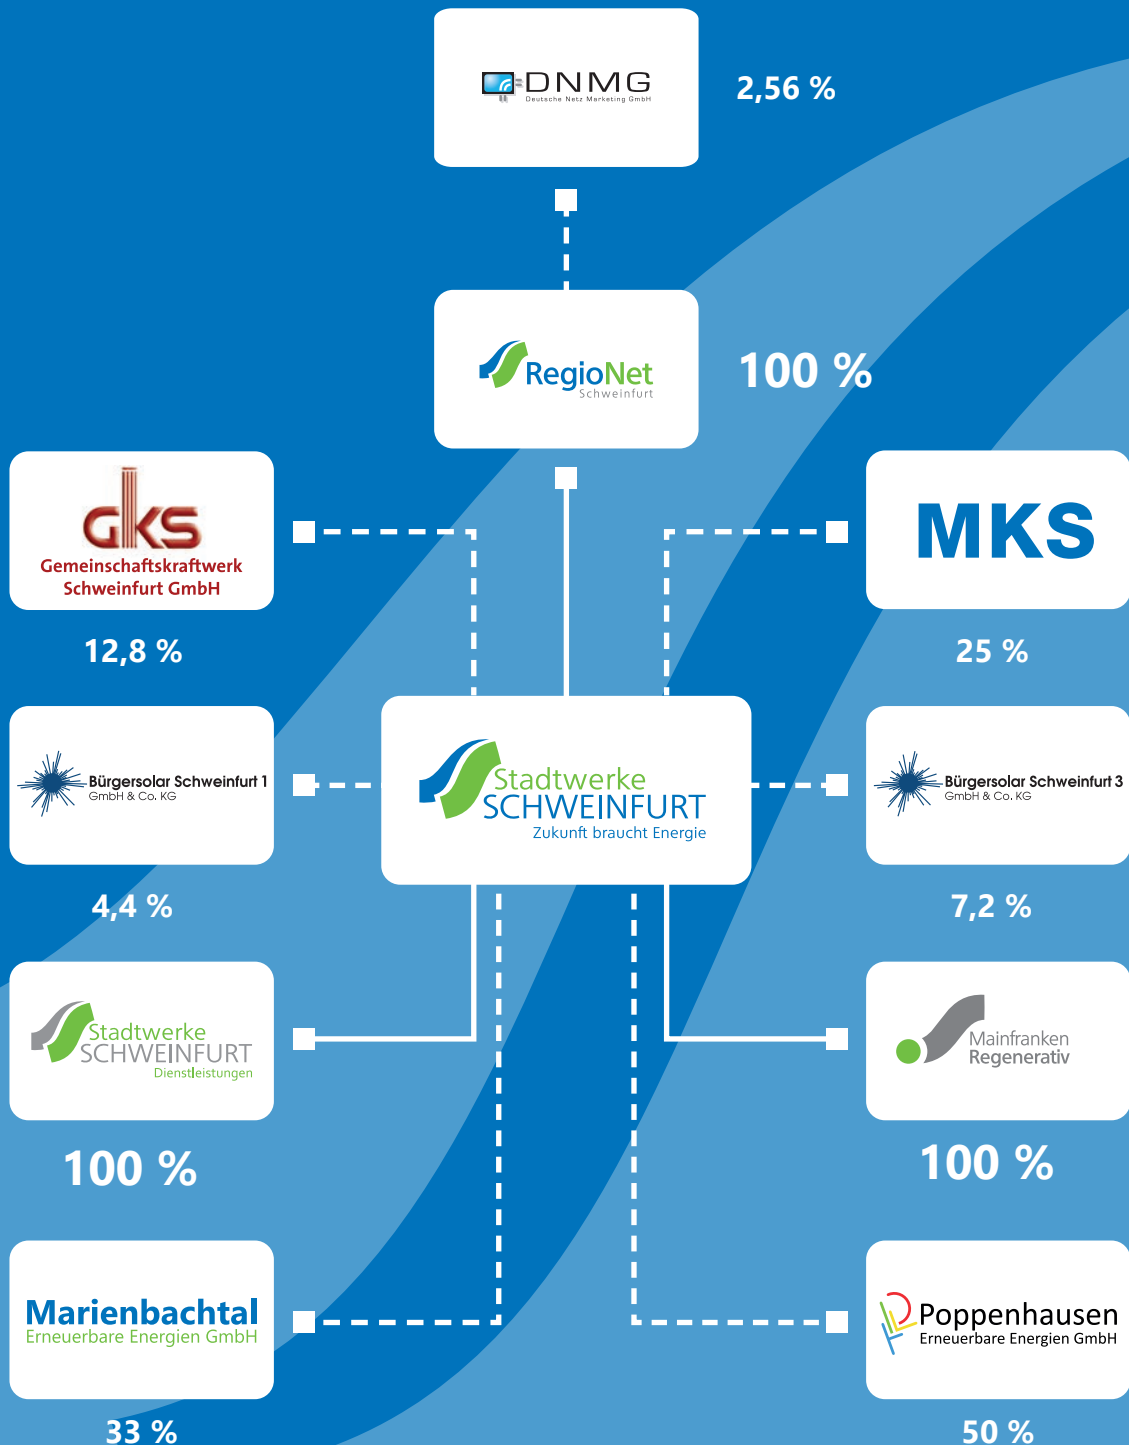 DNMG
Deutsche Netz Marketing GmbH
2,56 %
RegioNet
Schweinfurt
100 %
gks
Gemeinschaftskraftwerk
Schweinfurt GmbH
12,8 %
MKS
25 %
Bürgersolar Schweinfurt 1
GmbH & Co. KG
4,4 %
Stadtwerke
SCHWEINFURT
Zukunft braucht Energie
Bürgersolar Schweinfurt 3
GmbH & Co. KG
7,2 %
Stadtwerke
SCHWEINFURT
Dienstleistungen
100 %
Mainfranken
Regenerativ
100 %
Marienbachtal
Erneuerbare Energien GmbH
33 %
Poppenhausen
Erneuerbare Energien GmbH
50 %